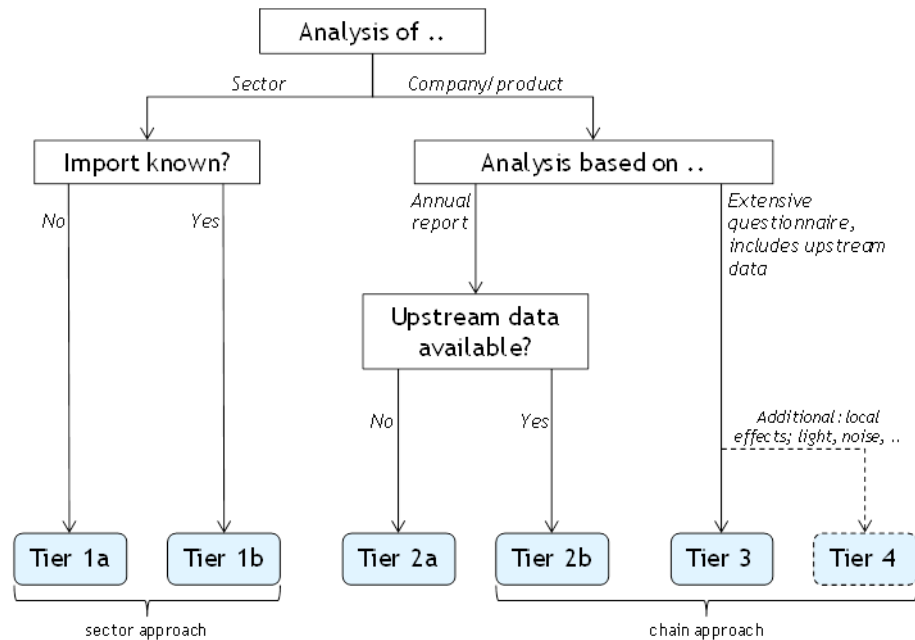 Analysis of ..
Sector
Company/product
Import known?
Analysis based on ..
No
Yes
Annual
report
Extensive
questionnaire,
includes upstream
data
Upstream data
available?
No
Yes
Additional: local
effects; light, noise, ..
Tier 1a
Tier 1b
Tier 2a
Tier 2b
Tier 3
Tier 4
sector approach
chain approach